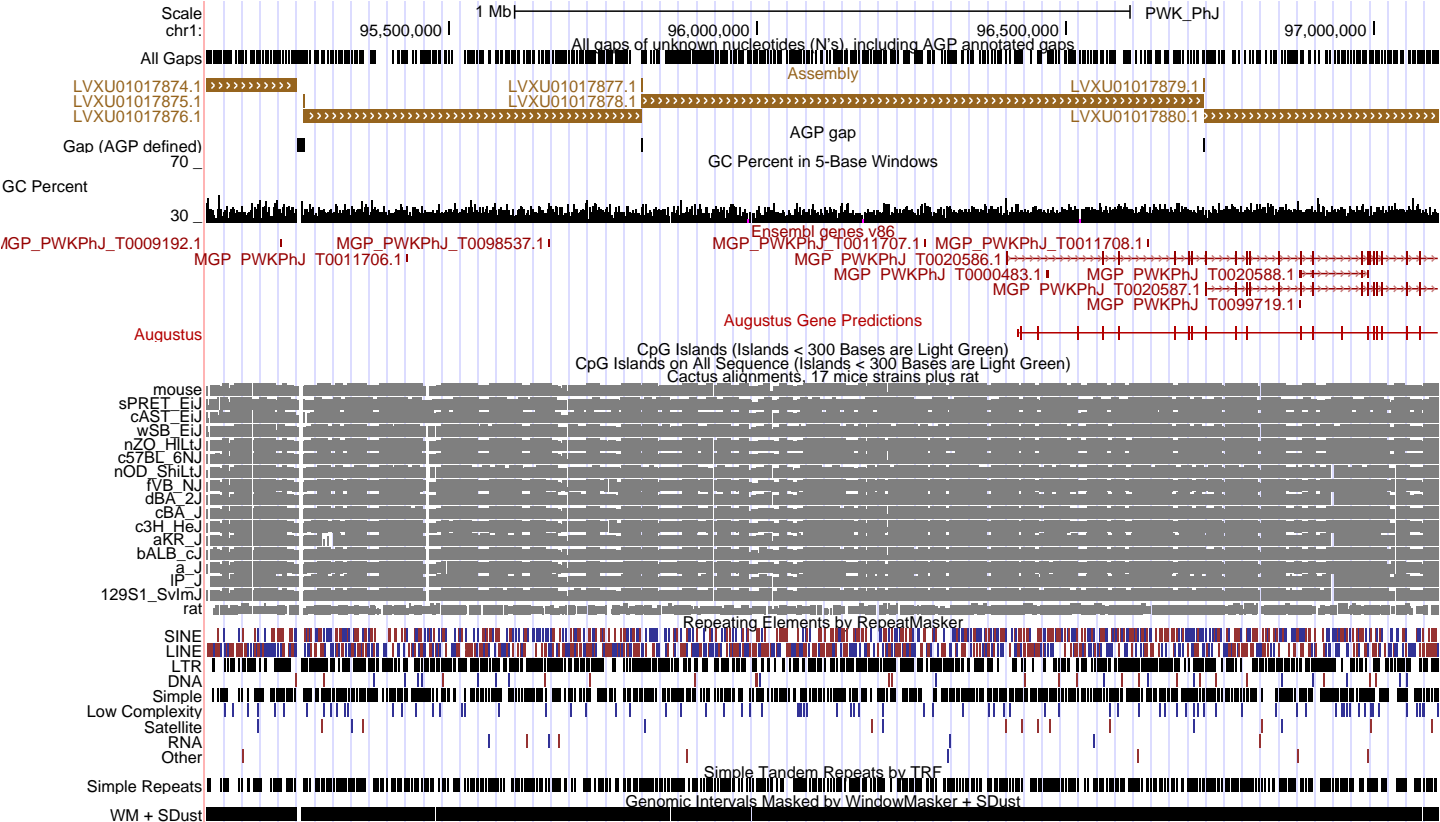 Scale 1 Mb PWK_PhJ
chr1: 95,500,000 96,000,000 96,500,000 97,000,000
All gaps of unknown nucleotides (N's), including AGP annotated gaps
All Gaps
Assembly
LVXU01017874.1 LVXU01017877.1 LVXU01017879.1
LVXU01017875.1 LVXU01017878.1
LVXU01017876.1 LVXU01017880.1
AGP gap
Gap (AGP defined)
GC Percent in 5-Base Windows
70 _
GC Percent
30 _
Ensembl genes v86
MGP_PWKPhJ_T0009192.1 MGP_PWKPhJ_T0098537.1 MGP_PWKPhJ_T0011707.1 MGP_PWKPhJ_T0011708.1
MGP_PWKPhJ_T0011706.1 MGP_PWKPhJ_T0020586.1
MGP_PWKPhJ_T0000483.1 MGP_PWKPhJ_T0020588.1
MGP_PWKPhJ_T0020587.1
MGP_PWKPhJ_T0099719.1
Augustus Gene Predictions
Augustus
CpG Islands (Islands < 300 Bases are Light Green)
CpG Islands on All Sequence (Islands < 300 Bases are Light Green)
Cactus alignments, 17 mice strains plus rat
mouse
sPRET_EiJ
cAST_EiJ
wSB_EiJ
nZO_HlLtJ
c57BL_6NJ
nOD_ShiLtJ
fVB_NJ
dBA_2J
cBA_J
c3H_HeJ
aKR_J
bALB_cJ
a_J
lP_J
129S1_SvImJ
rat
Repeating Elements by RepeatMasker
SINE
LINE
LTR
DNA
Simple
Low Complexity
Satellite
RNA
Other
Simple Tandem Repeats by TRF
Simple Repeats
Genomic Intervals Masked by WindowMasker + SDust
WM + SDust